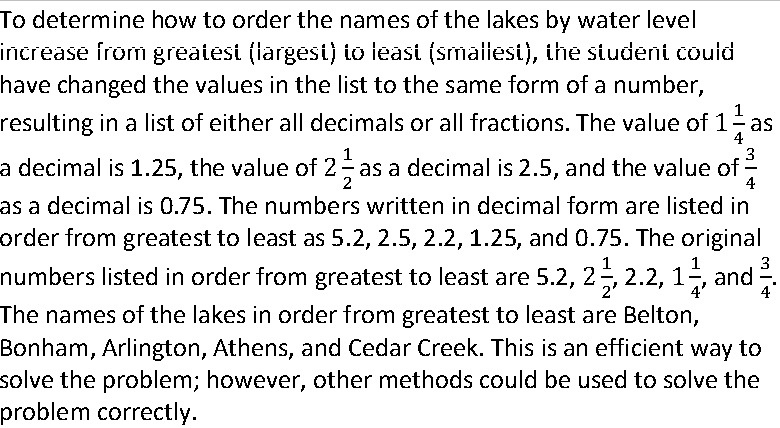 To determine how to order the names of the lakes by water level
increase from greatest (largest) to least (smallest), the student could
have changed the values in the list to the same form of a number,
resulting in a list of either all decimals or all fractions. The value of 1 1/4 as
a decimal is 1.25, the value of 2 1/2 as a decimal is 2.5, and the value of 3/4
as a decimal is 0.75. The numbers written in decimal form are listed in
order from greatest to least as 5.2, 2.5, 2.2, 1.25, and 0.75. The original
numbers listed in order from greatest to least are 5.2, 2 1/2, 2.2, 1 1/4, and 3/4.
The names of the lakes in order from greatest to least are Belton,
Bonham, Arlington, Athens, and Cedar Creek. This is an efficient way to
solve the problem; however, other methods could be used to solve the
problem correctly.